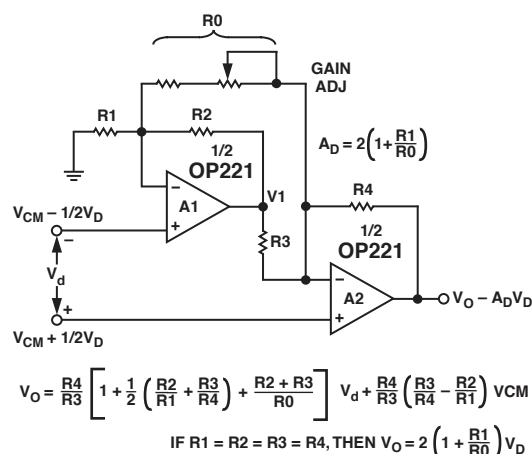 R0
GAIN
ADJ
R1
R2
A_D = 2(1+R1/R0)
1/2
OP221
R4
V_CM – 1/2V_D
–
A1
+
V1
R3
1/2
OP221
V_d
–
A2
+
V_O – A_DV_D
+
V_CM + 1/2V_D
V_O = R4/R3 [1 + 1/2 (R2/R1 + R3/R4) + R2 + R3/R0] V_d + R4/R3 (R3/R4 – R2/R1) VCM
IF R1 = R2 = R3 = R4, THEN V_O = 2 (1 + R1/R0) V_D